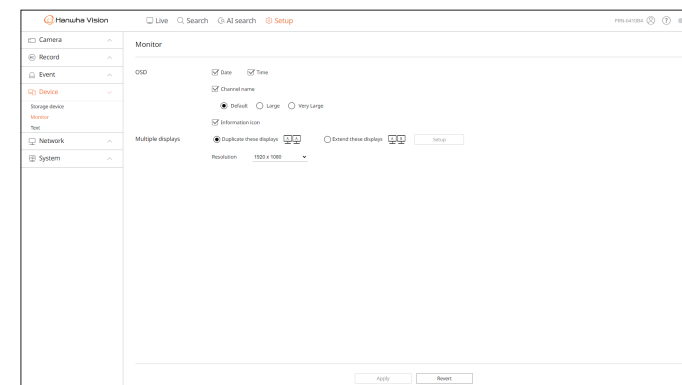 Hanwha Vision
Live Search AI search Setup
Camera
Record
Event
Device
Storage device
Monitor
Text
Network
System
Monitor
OSD
Date Time
Channel name
Default Large Very Large
Information icon
Multiple displays
Duplicate these displays Extend these displays Setup
Resolution 1920 x 1080
Apply Revert